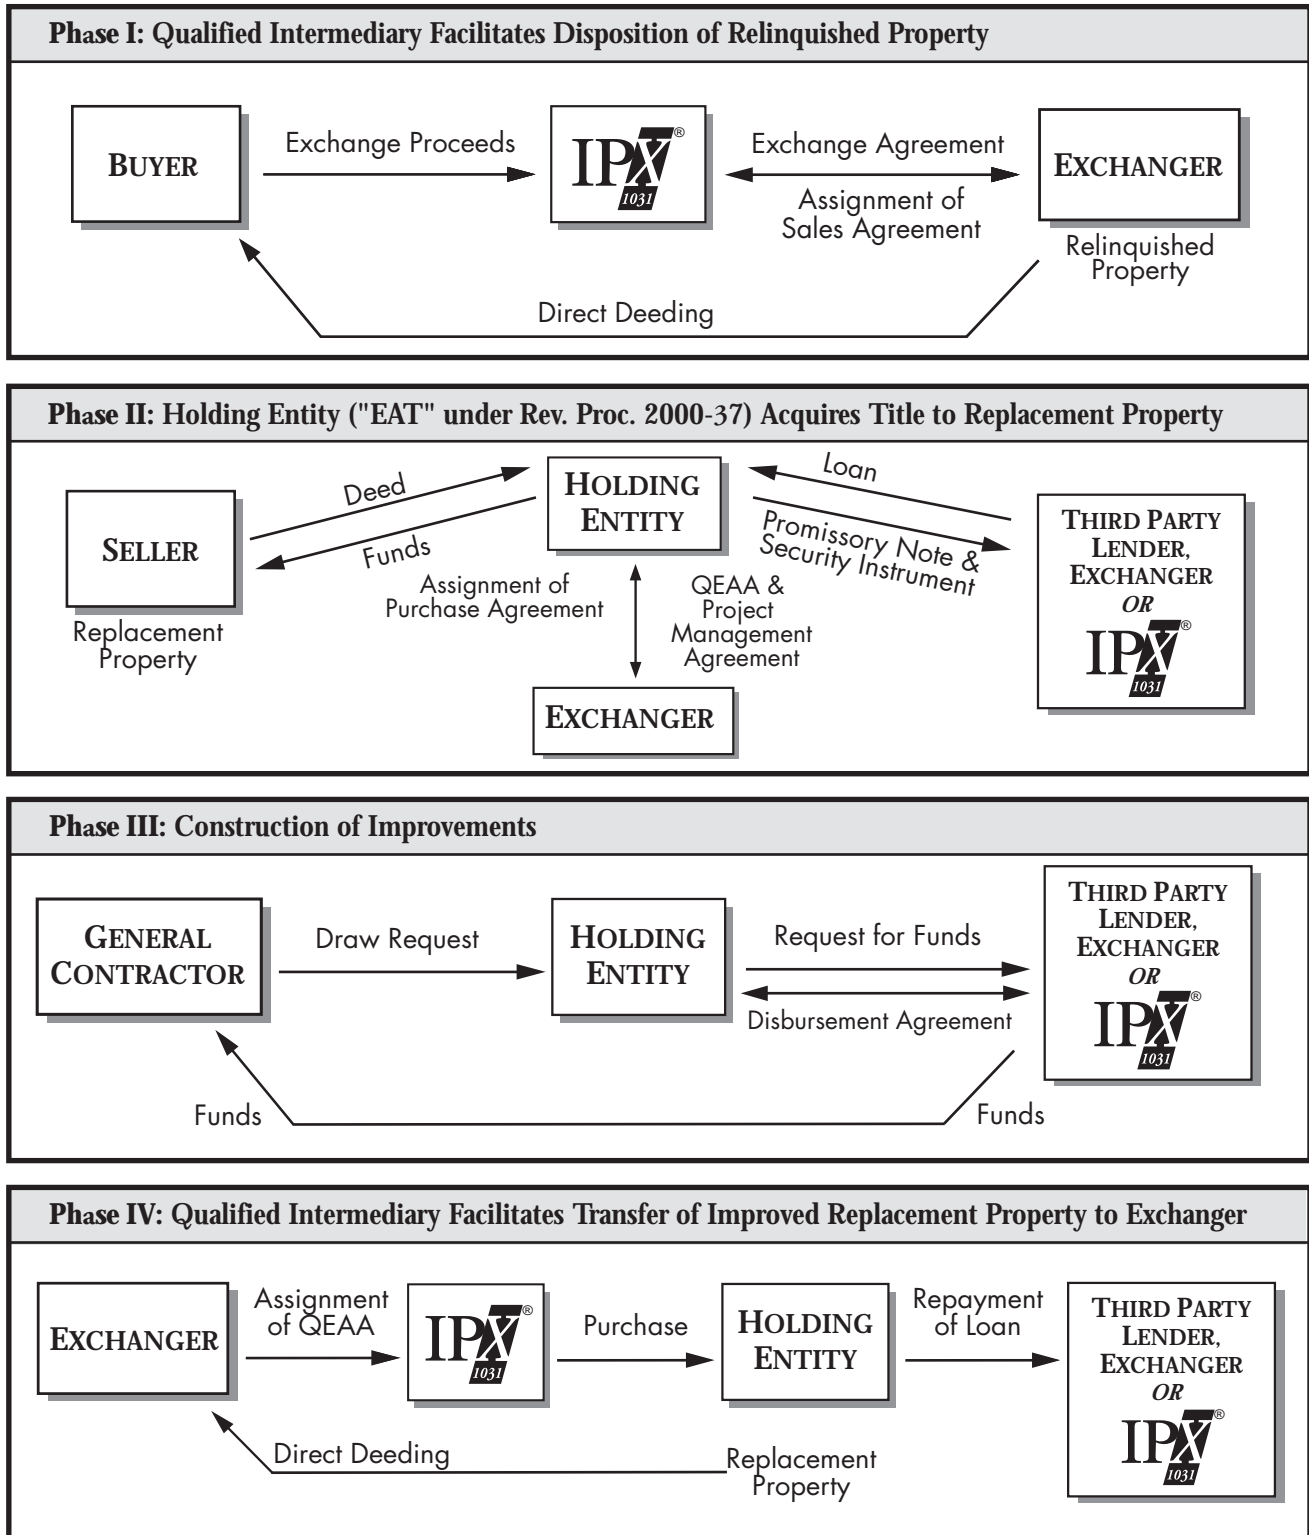 Phase I: Qualified Intermediary Facilitates Disposition of Relinquished Property
BUYER
Exchange Proceeds
IPX®
1031
Exchange Agreement
Assignment of
Sales Agreement
EXCHANGER
Relinquished
Property
Direct Deeding
Phase II: Holding Entity ("EAT" under Rev. Proc. 2000-37) Acquires Title to Replacement Property
SELLER
Replacement
Property
Deed
Funds
HOLDING
ENTITY
Loan
Promissory Note &
Security Instrument
THIRD PARTY
LENDER,
EXCHANGER
OR
IPX®
1031
Assignment of
Purchase Agreement
QEAA &
Project
Management
Agreement
EXCHANGER
Phase III: Construction of Improvements
GENERAL
CONTRACTOR
Draw Request
HOLDING
ENTITY
Request for Funds
Disbursement Agreement
THIRD PARTY
LENDER,
EXCHANGER
OR
IPX®
1031
Funds
Funds
Phase IV: Qualified Intermediary Facilitates Transfer of Improved Replacement Property to Exchanger
EXCHANGER
Assignment
of QEAA
IPX®
1031
Purchase
HOLDING
ENTITY
Repayment
of Loan
THIRD PARTY
LENDER,
EXCHANGER
OR
IPX®
1031
Direct Deeding
Replacement
Property